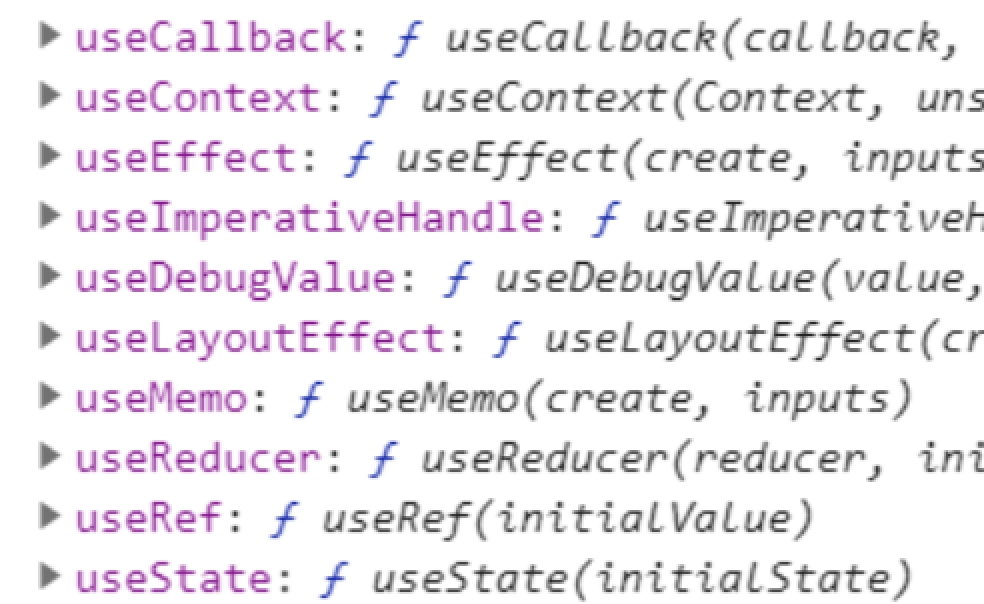 ▶ useCallback: ƒ useCallback(callback,
▶ useContext: ƒ useContext(Context, uns
▶ useEffect: ƒ useEffect(create, inputs
▶ useImperativeHandle: ƒ useImperativeH
▶ useDebugValue: ƒ useDebugValue(value,
▶ useLayoutEffect: ƒ useLayoutEffect(cr
▶ useMemo: ƒ useMemo(create, inputs)
▶ useReducer: ƒ useReducer(reducer, ini
▶ useRef: ƒ useRef(initialValue)
▶ useState: ƒ useState(initialState)